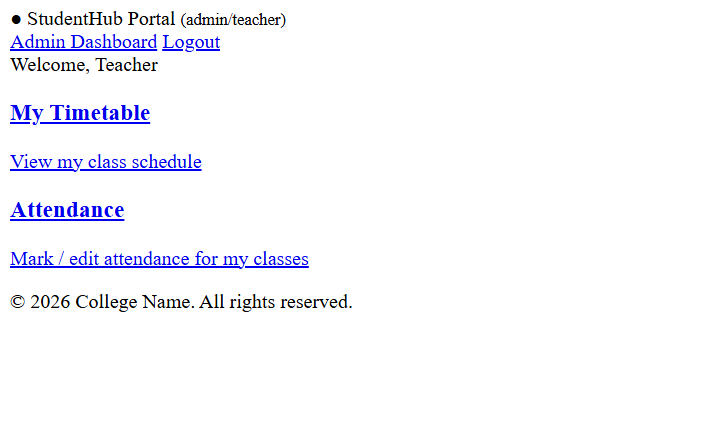 ● StudentHub Portal (admin/teacher)
Admin Dashboard Logout
Welcome, Teacher
My Timetable
View my class schedule
Attendance
Mark / edit attendance for my classes
© 2026 College Name. All rights reserved.